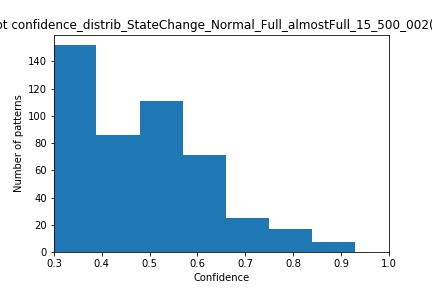 ot confidence_distrib_StateChange_Normal_Full_almostFull_15_500_002(
140
120
100
80
60
40
20
0
Number of patterns
0.3 0.4 0.5 0.6 0.7 0.8 0.9 1.0
Confidence